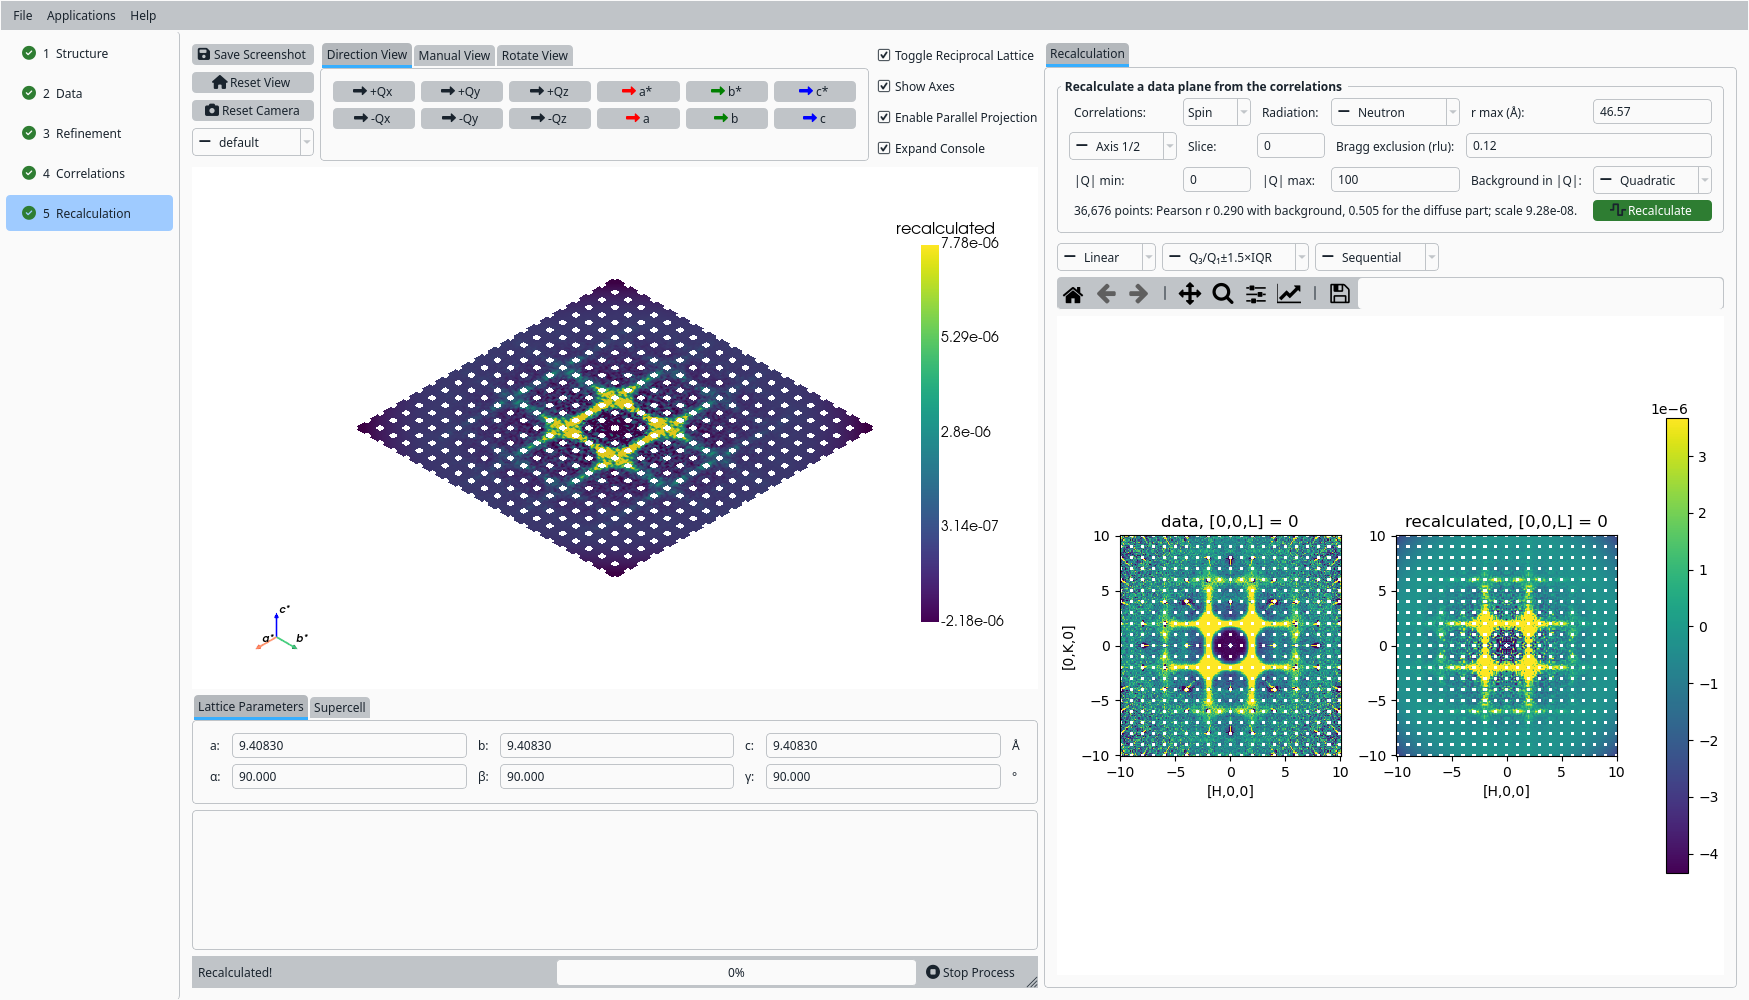 File Applications Help
1 Structure
2 Data
3 Refinement
4 Correlations
5 Recalculation
Save Screenshot
Reset View
Reset Camera
default
Direction View Manual View Rotate View
+Qx +Qy +Qz a* b* c*
-Qx -Qy -Qz a b c
Toggle Reciprocal Lattice
Show Axes
Enable Parallel Projection
Expand Console
recalculated
7.78e-06
5.29e-06
2.8e-06
3.14e-07
-2.18e-06
c*
a* b*
Lattice Parameters Supercell
a: 9.40830 b: 9.40830 c: 9.40830 Å
α: 90.000 β: 90.000 γ: 90.000 °
Recalculated! 0% Stop Process
Recalculation
Recalculate a data plane from the correlations
Correlations: Spin Radiation: Neutron r max (Å): 46.57
Axis 1/2 Slice: 0 Bragg exclusion (rlu): 0.12
|Q| min: 0 |Q| max: 100 Background in |Q|: Quadratic
36,676 points: Pearson r 0.290 with background, 0.505 for the diffuse part; scale 9.28e-08. Recalculate
Linear Q₃/Q₁±1.5×IQR Sequential
1e−6
3
2
1
0
−1
−2
−3
−4
data, [0,0,L] = 0
10
5
0
−5
−10
[0,K,0]
−10 −5 0 5 10
[H,0,0]
recalculated, [0,0,L] = 0
10
5
0
−5
−10
−10 −5 0 5 10
[H,0,0]